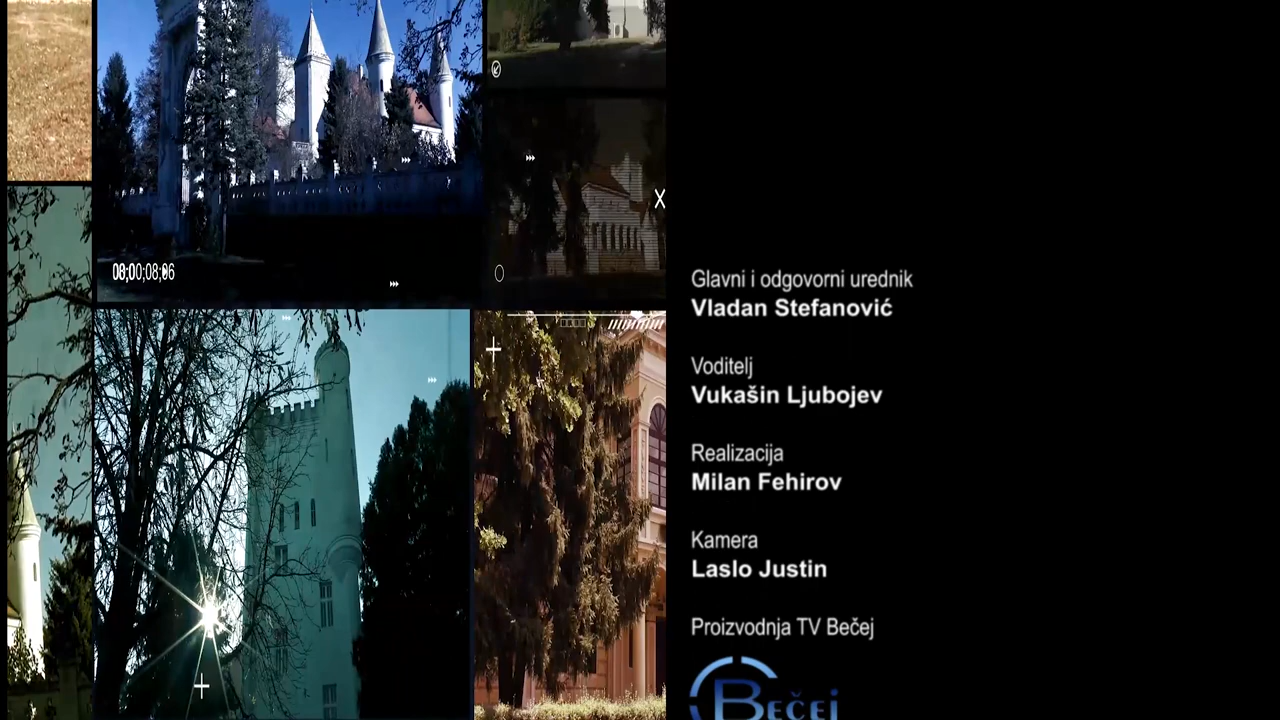 08;00;08;06
Glavni i odgovorni urednik
Vladan Stefanović
Voditelj
Vukašin Ljubojev
Realizacija
Milan Fehirov
Kamera
Laslo Justin
Proizvodnja TV Bečej
BEČEJ